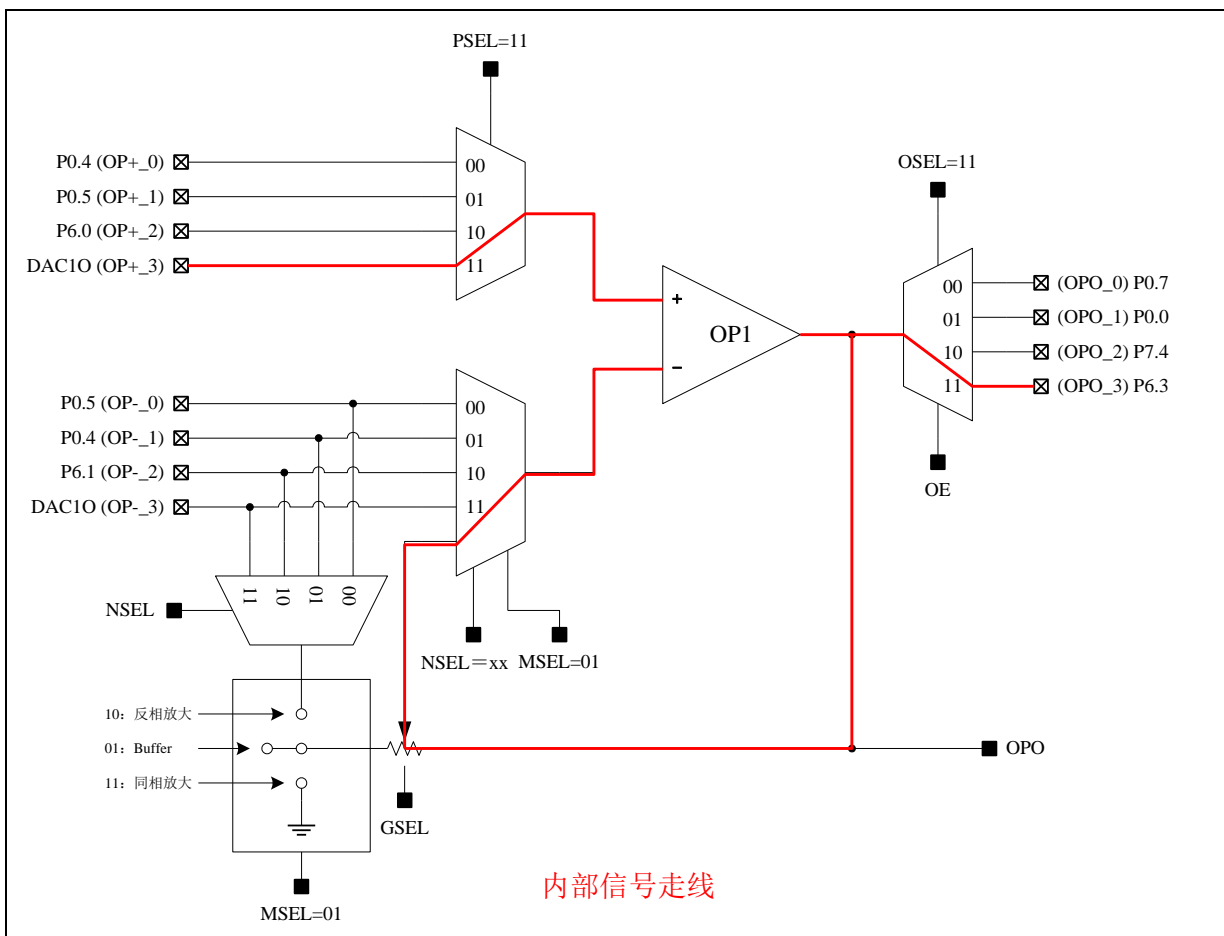 PSEL=11
P0.4 (OP+_0)
P0.5 (OP+_1)
P6.0 (OP+_2)
DAC1O (OP+_3)
00
01
10
11
OSEL=11
00
01
10
11
(OPO_0) P0.7
(OPO_1) P0.0
(OPO_2) P7.4
(OPO_3) P6.3
OE
+
OP1
−
P0.5 (OP-_0)
P0.4 (OP-_1)
P6.1 (OP-_2)
DAC1O (OP-_3)
00
01
10
11
11
10
01
00
NSEL
NSEL=xx
MSEL=01
10：反相放大
01：Buffer
11：同相放大
GSEL
OPO
MSEL=01
内部信号走线